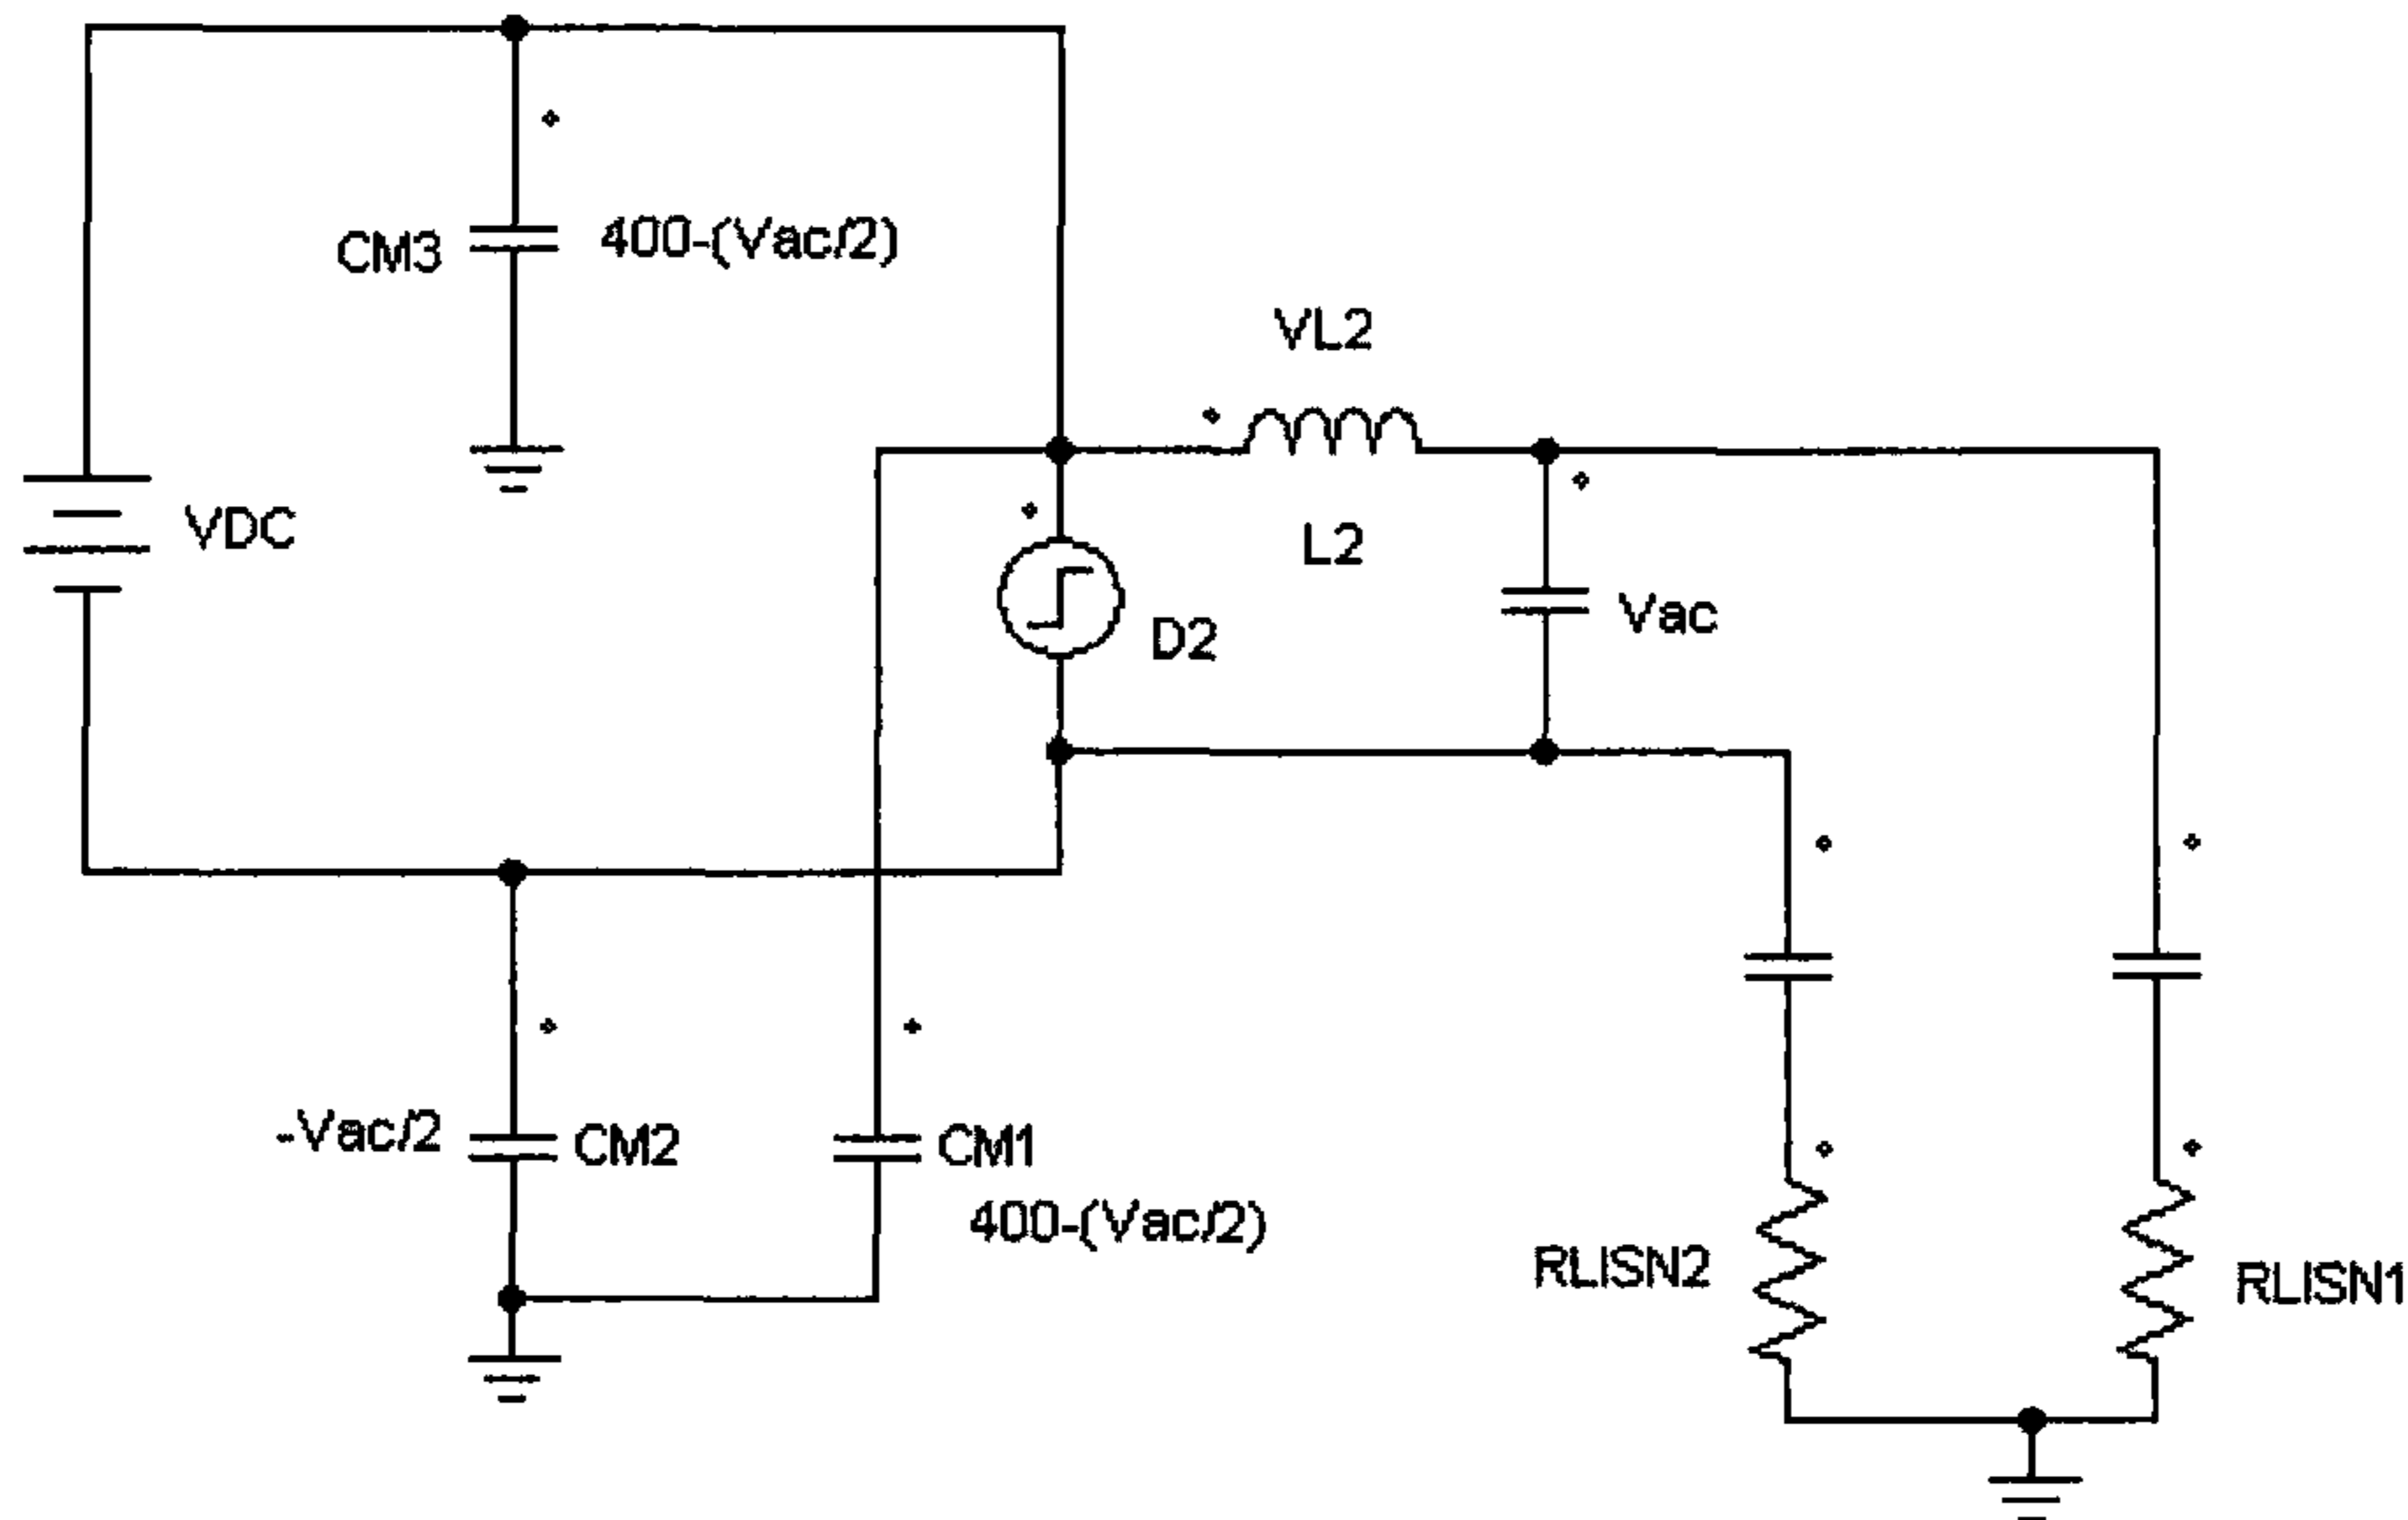 CM3
400-(Vac/2)
VL2
VDC
L2
Vac
D2
-Vac/2
CM2
CM1
400-(Vac/2)
RLISN2
RLISN1